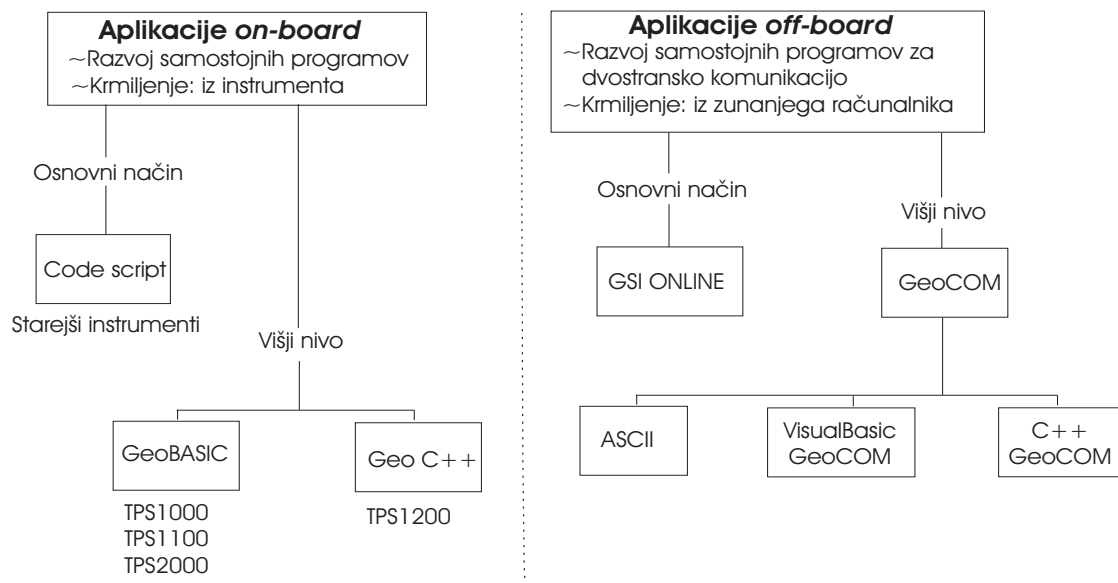 Aplikacije on-board
~Razvoj samostojnih programov
~Krmiljenje: iz instrumenta
Osnovni način
Code script
Starejši instrumenti
Višji nivo
GeoBASIC
TPS1000
TPS1100
TPS2000
Geo C++
TPS1200
Aplikacije off-board
~Razvoj samostojnih programov za
dvostransko komunikacijo
~Krmiljenje: iz zunanjega računalnika
Osnovni način
GSI ONLINE
Višji nivo
GeoCOM
ASCII
VisualBasic
GeoCOM
C++
GeoCOM